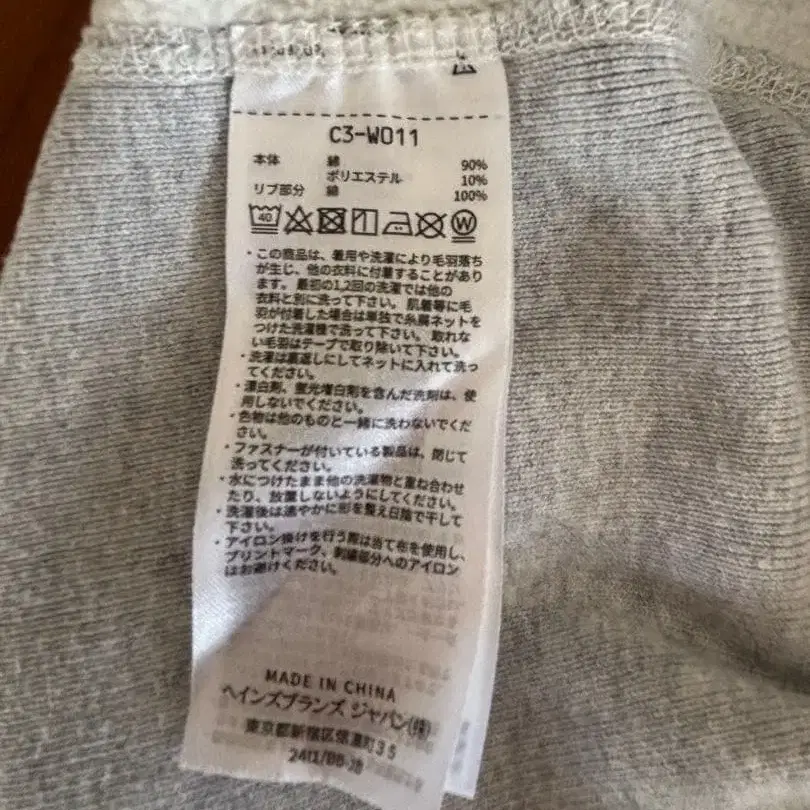 C3-W011
本体 綿 90%
ポリエステル 10%
リブ部分 綿 100%
40 W
・この商品は、着用や洗濯により毛羽落ち
が生じ、他の衣料に付着することがあり
ます。最初の1,2回の洗濯では他の
衣料と別に洗って下さい。肌着等に毛
羽が付着した場合は単独で糸屑ネットを
つけた洗濯機で洗って下さい。取れな
い毛羽はテープで取り除いて下さい。
・洗濯は裏返しにしてネットに入れて洗っ
てください。
・漂白剤、蛍光増白剤を含んだ洗剤は、使
用しないでください。
・色物は他のものと一緒に洗わないでくだ
さい。
・ファスナーが付いている製品は、閉じて
洗ってください。
・水につけたまま他の洗濯物と重ね合わせ
たり、放置しないようにしてください。
・洗濯後は速やかに形を整え日陰で干して
下さい。
・アイロン掛けを行う際は当て布を使用し、
プリントマーク、刺繍部分へのアイロン
はお避けください。
MADE IN CHINA
ヘインズブランズ ジャパン(株)
東京都新宿区信濃町35